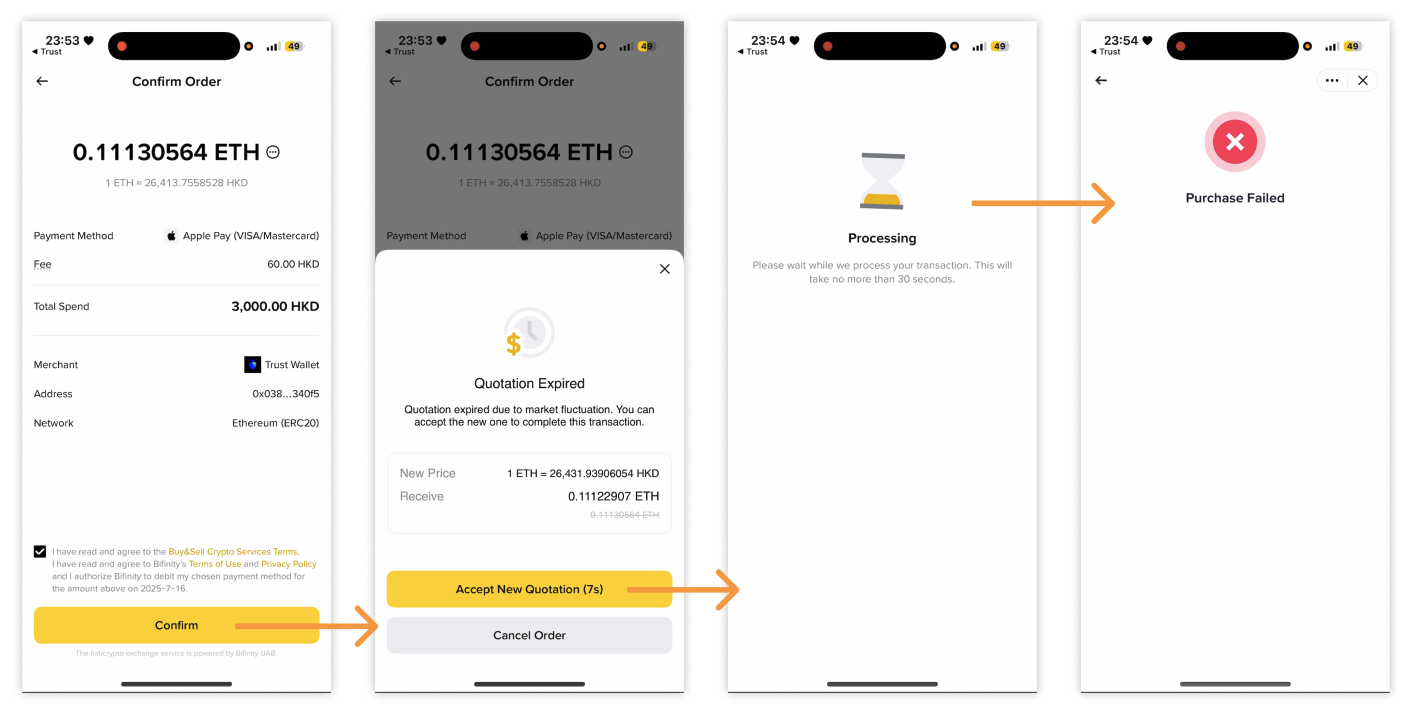 23:53
◀ Trust
49
Confirm Order
0.11130564 ETH
1 ETH ≈ 26,413.7558528 HKD
Payment Method
Apple Pay (VISA/Mastercard)
Fee
60.00 HKD
Total Spend
3,000.00 HKD
Merchant
Trust Wallet
Address
0x038...340f5
Network
Ethereum (ERC20)
I have read and agree to the Buy&Sell Crypto Services Terms.
I have read and agree to Bifinity's Terms of Use and Privacy Policy
and I authorize Bifinity to debit my chosen payment method for
the amount above on 2025-7-16.
Confirm
The fiat/crypto exchange service is powered by Bifinity UAB.
23:53
◀ Trust
49
Confirm Order
0.11130564 ETH
1 ETH ≈ 26,413.7558528 HKD
Payment Method
Apple Pay (VISA/Mastercard)
Quotation Expired
Quotation expired due to market fluctuation. You can
accept the new one to complete this transaction.
New Price
1 ETH = 26,431.93906054 HKD
Receive
0.11122907 ETH
0.11130564 ETH
Accept New Quotation (7s)
Cancel Order
23:54
◀ Trust
49
Processing
Please wait while we process your transaction. This will
take no more than 30 seconds.
23:54
◀ Trust
49
Purchase Failed